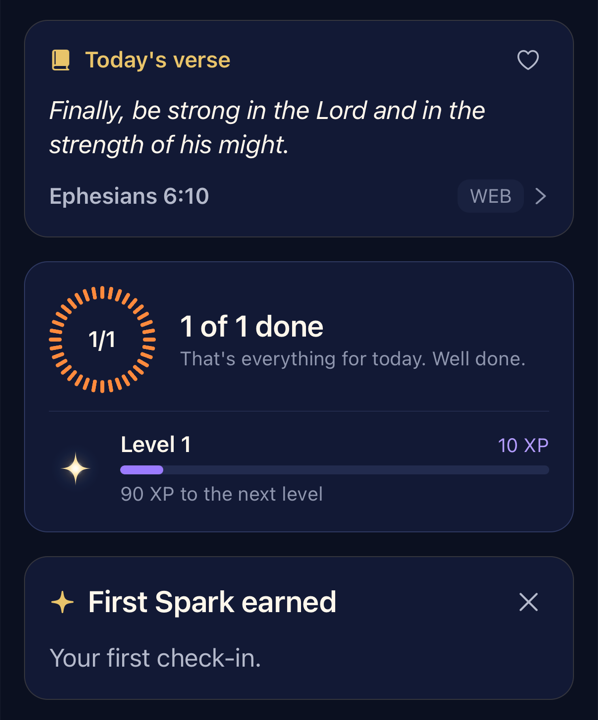 Today's verse
Finally, be strong in the Lord and in the
strength of his might.
Ephesians 6:10
WEB
1/1
1 of 1 done
That's everything for today. Well done.
Level 1
10 XP
90 XP to the next level
First Spark earned
Your first check-in.